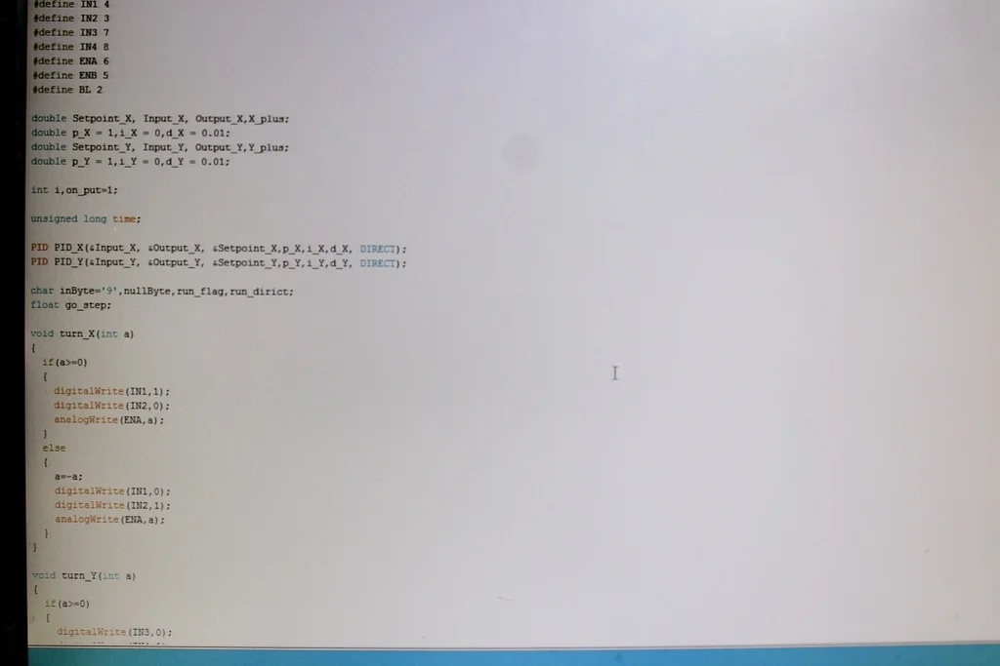 #define IN1 4
#define IN2 3
#define IN3 7
#define IN4 8
#define ENA 6
#define ENB 5
#define BL 2
double Setpoint_X, Input_X, Output_X,X_plus;
double p_X = 1,i_X = 0,d_X = 0.01;
double Setpoint_Y, Input_Y, Output_Y,Y_plus;
double p_Y = 1,i_Y = 0,d_Y = 0.01;
int i,on_put=1;
unsigned long time;
PID PID_X(&Input_X, &Output_X, &Setpoint_X,p_X,i_X,d_X, DIRECT);
PID PID_Y(&Input_Y, &Output_Y, &Setpoint_Y,p_Y,i_Y,d_Y, DIRECT);
char inByte='9',nullByte,run_flag,run_dirict;
float go_step;
void turn_X(int a)
{
if(a>=0)
{
digitalWrite(IN1,1);
digitalWrite(IN2,0);
analogWrite(ENA,a);
}
else
{
a=-a;
digitalWrite(IN1,0);
digitalWrite(IN2,1);
analogWrite(ENA,a);
}
}
void turn_Y(int a)
{
if(a>=0)
{
digitalWrite(IN3,0);